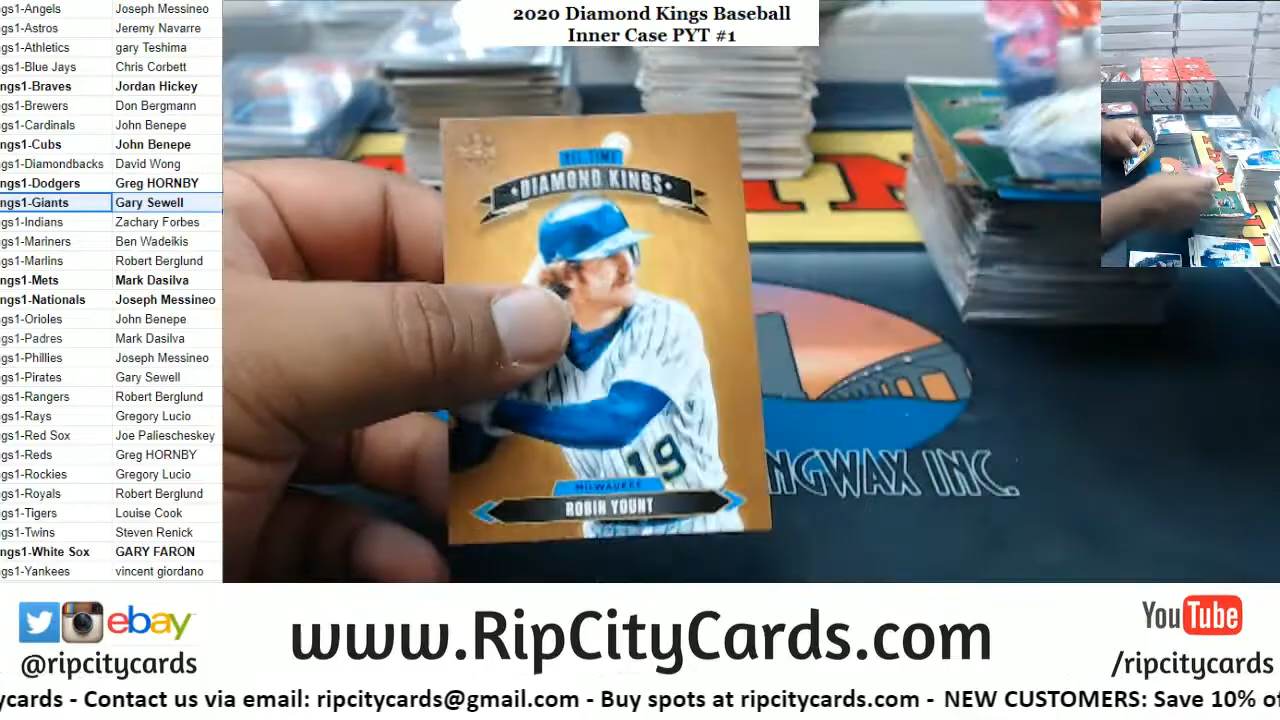 2020 Diamond Kings Baseball
Inner Case PYT #1
gs1-Angels Joseph Messineo
gs1-Astros Jeremy Navarre
gs1-Athletics gary Teshima
gs1-Blue Jays Chris Corbett
ngs1-Braves Jordan Hickey
gs1-Brewers Don Bergmann
gs1-Cardinals John Benepe
ngs1-Cubs John Benepe
gs1-Diamondbacks David Wong
ngs1-Dodgers Greg HORNBY
ngs1-Giants Gary Sewell
gs1-Indians Zachary Forbes
gs1-Mariners Ben Wadeikis
gs1-Marlins Robert Berglund
ngs1-Mets Mark Dasilva
ngs1-Nationals Joseph Messineo
gs1-Orioles John Benepe
gs1-Padres Mark Dasilva
gs1-Phillies Joseph Messineo
gs1-Pirates Gary Sewell
gs1-Rangers Robert Berglund
gs1-Rays Gregory Lucio
gs1-Red Sox Joe Paliescheskey
gs1-Reds Greg HORNBY
gs1-Rockies Gregory Lucio
gs1-Royals Robert Berglund
gs1-Tigers Louise Cook
gs1-Twins Steven Renick
ngs1-White Sox GARY FARON
gs1-Yankees vincent giordano
ALL-TIME
DIAMOND KINGS
19
MILWAUKEE
ROBIN YOUNT
NGWAX INC.
ebay
@ripcitycards
www.RipCityCards.com
YouTube
/ripcitycards
ycards - Contact us via email: ripcitycards@gmail.com - Buy spots at ripcitycards.com - NEW CUSTOMERS: Save 10% of